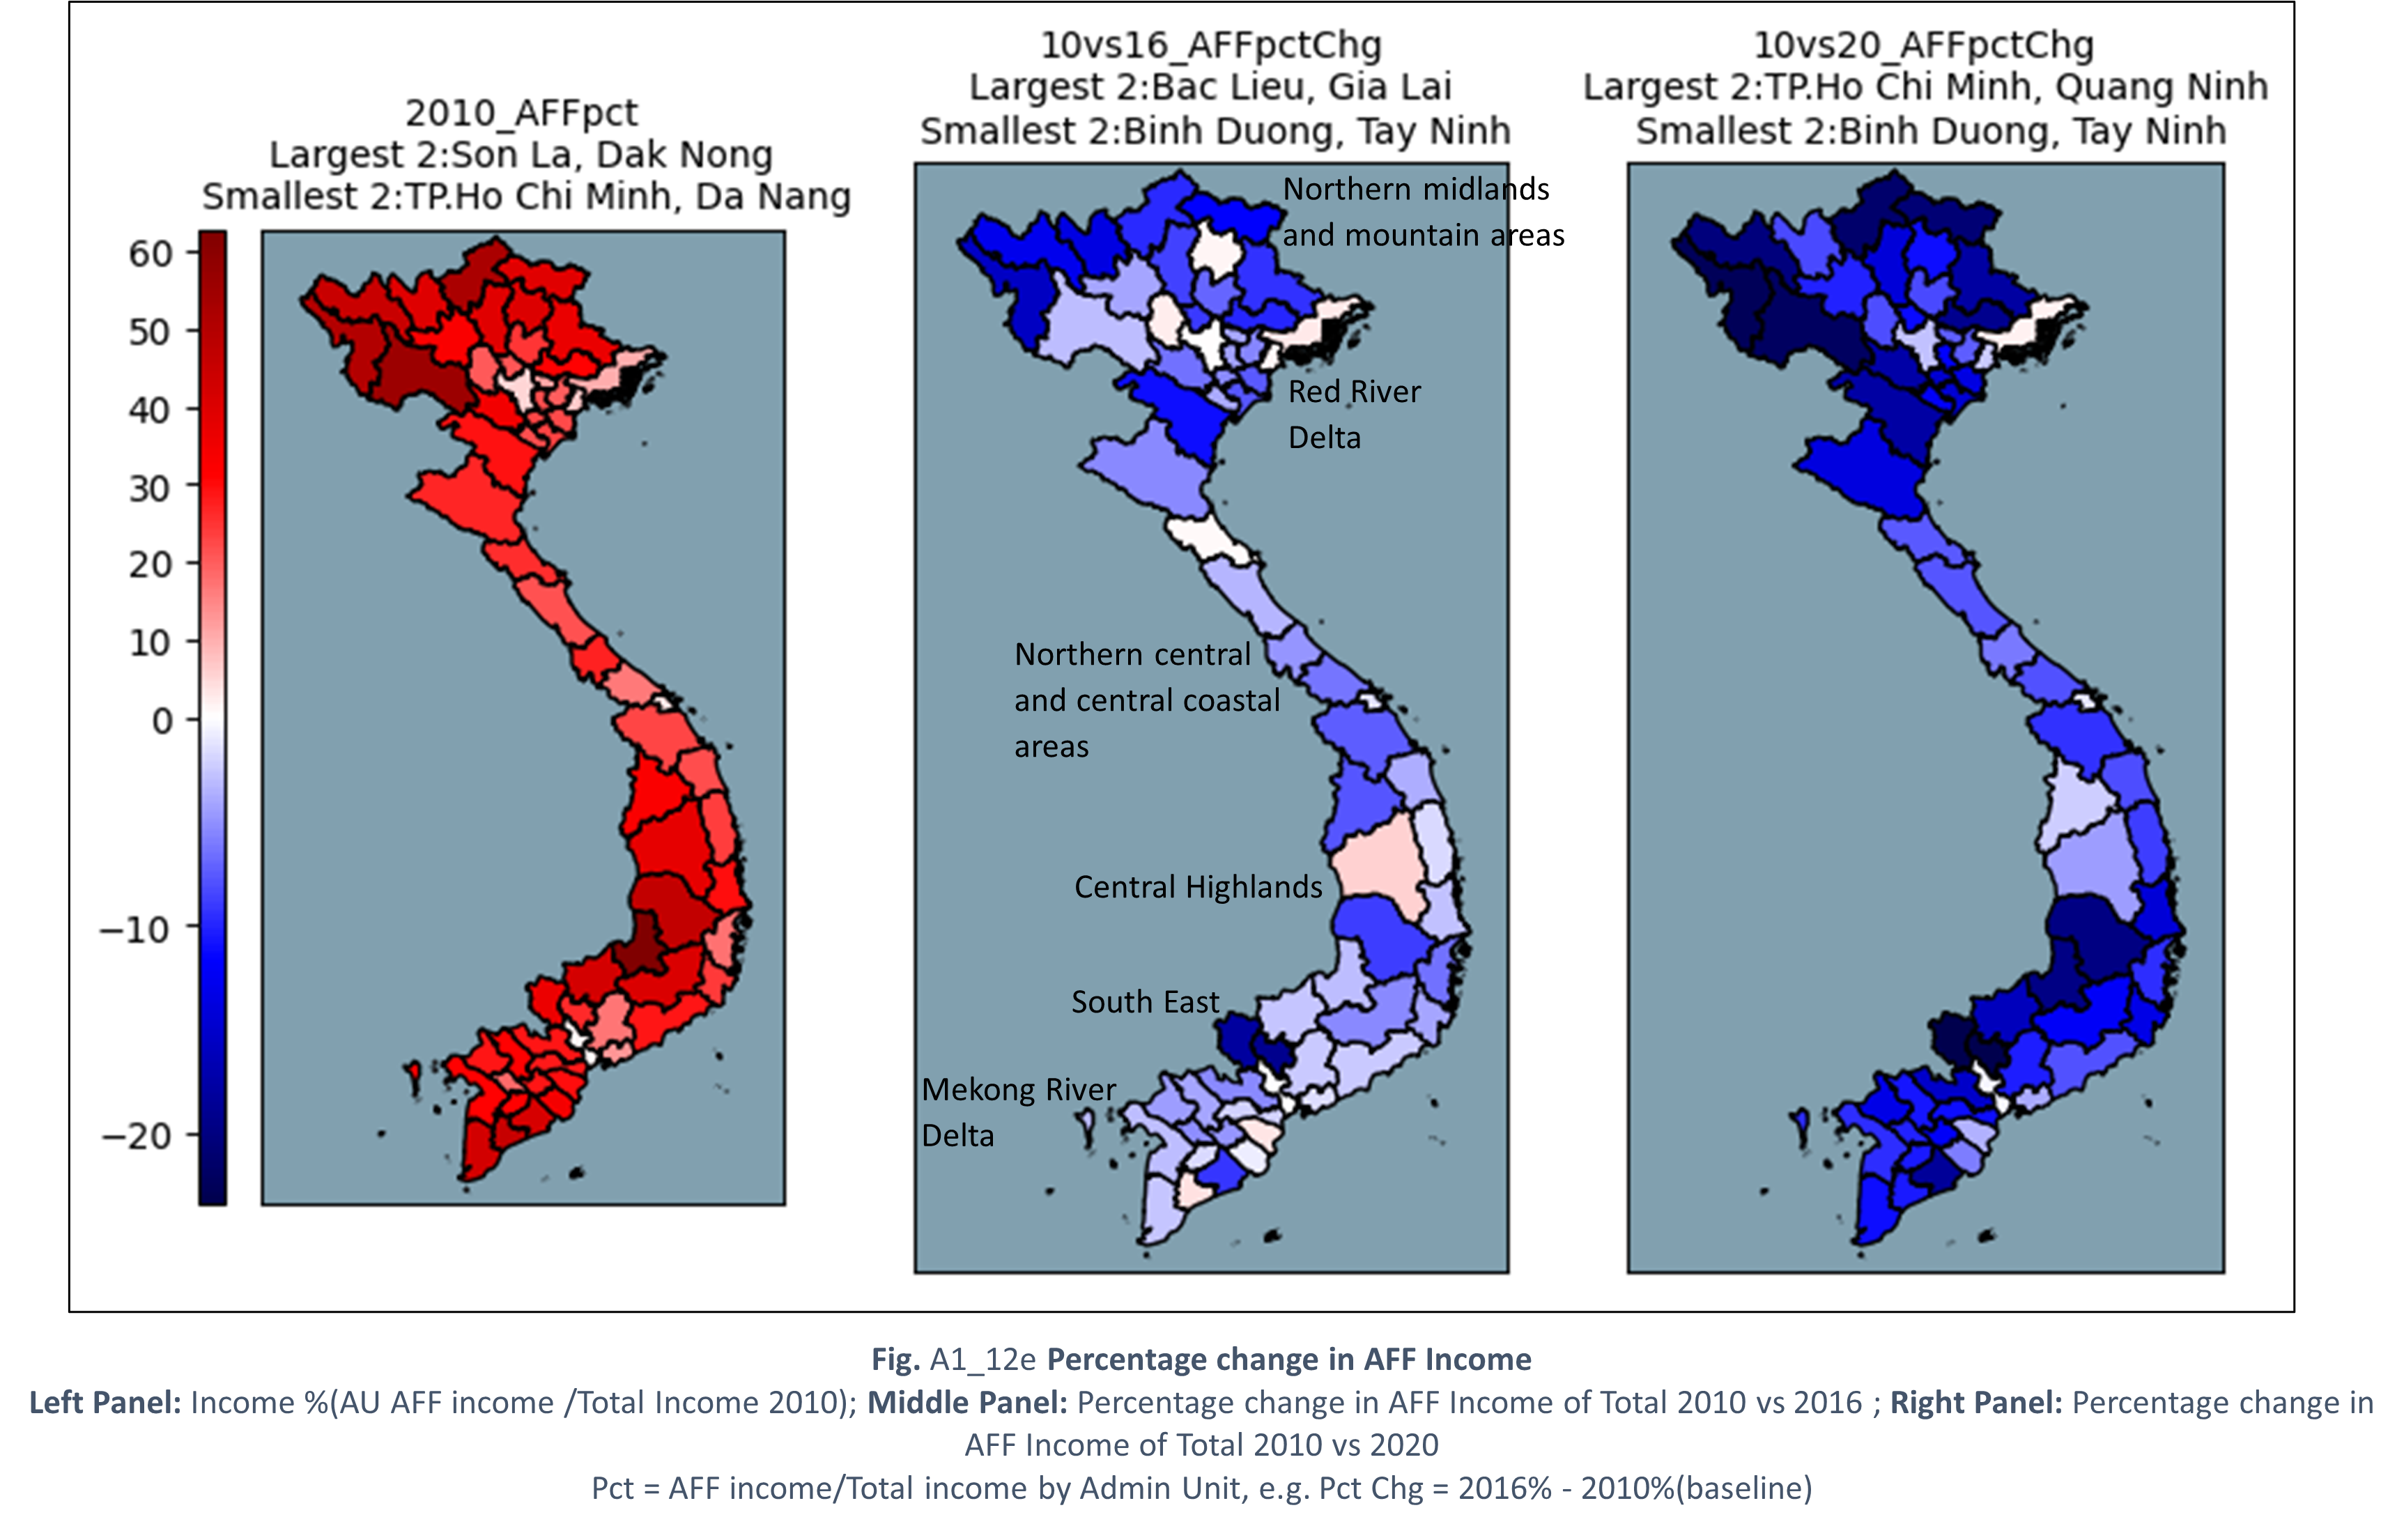 2010_AFFpct
Largest 2:Son La, Dak Nong
Smallest 2:TP.Ho Chi Minh, Da Nang
60
50
40
30
20
10
0
−10
−20
10vs16_AFFpctChg
Largest 2:Bac Lieu, Gia Lai
Smallest 2:Binh Duong, Tay Ninh
Northern midlands
and mountain areas
Red River
Delta
Northern central
and central coastal
areas
Central Highlands
South East
Mekong River
Delta
10vs20_AFFpctChg
Largest 2:TP.Ho Chi Minh, Quang Ninh
Smallest 2:Binh Duong, Tay Ninh
Fig. A1_12e Percentage change in AFF Income
Left Panel: Income %(AU AFF income /Total Income 2010); Middle Panel: Percentage change in AFF Income of Total 2010 vs 2016 ; Right Panel: Percentage change in
AFF Income of Total 2010 vs 2020
Pct = AFF income/Total income by Admin Unit, e.g. Pct Chg = 2016% - 2010%(baseline)